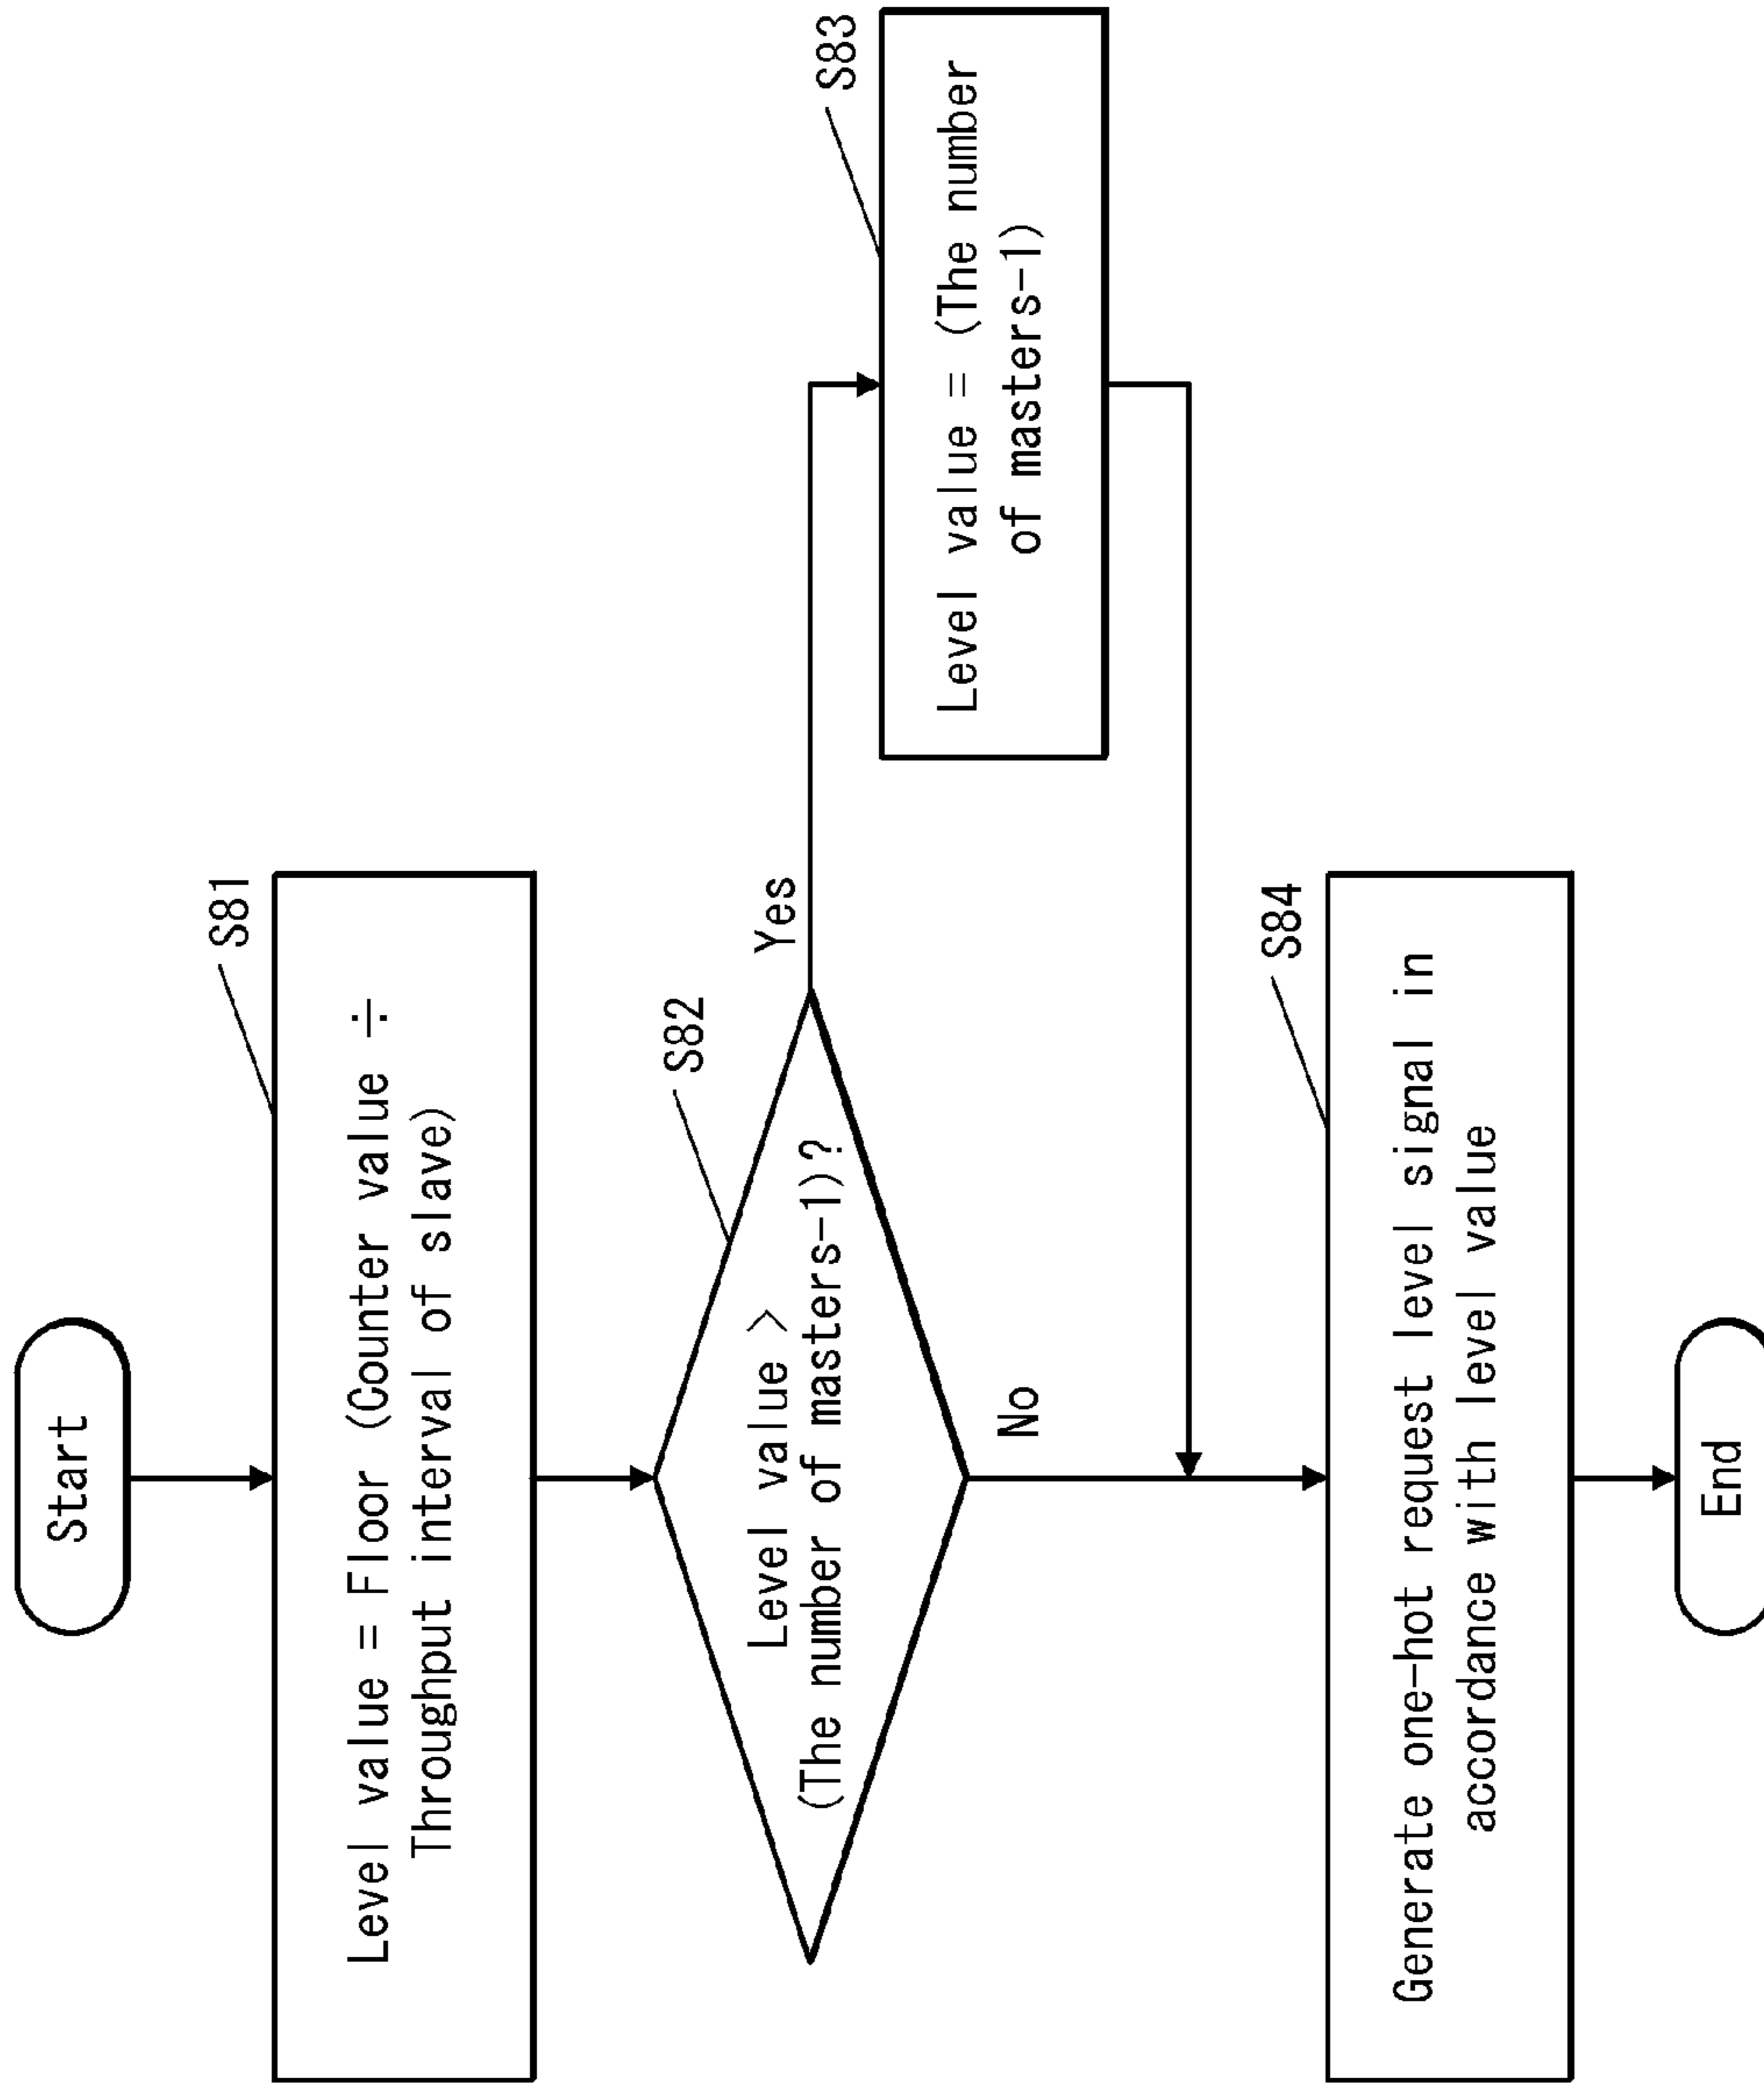 Start
S81
Level value = Floor (Counter value ÷
Throughput interval of slave)
S82
Level value >
(The number of masters-1)?
Yes
No
S83
Level value = (The number
of masters-1)
S84
Generate one-hot request level signal in
accordance with level value
End